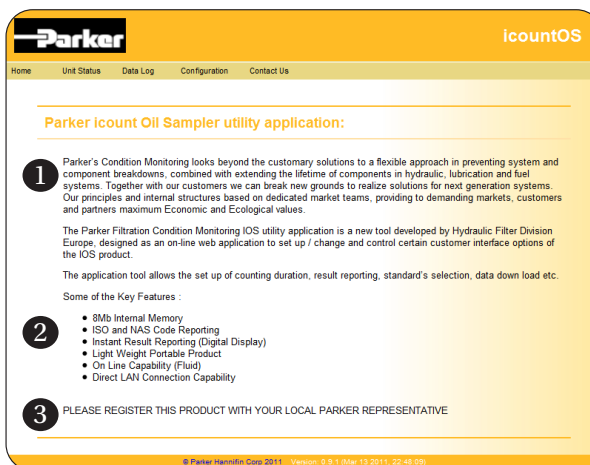 Parker
icountOS
Home Unit Status Data Log Configuration Contact Us
Parker icount Oil Sampler utility application:
1
Parker's Condition Monitoring looks beyond the customary solutions to a flexible approach in preventing system and
component breakdowns, combined with extending the lifetime of components in hydraulic, lubrication and fuel
systems. Together with our customers we can break new grounds to realize solutions for next generation systems.
Our principles and internal structures based on dedicated market teams, providing to demanding markets, customers
and partners maximum Economic and Ecological values.
The Parker Filtration Condition Monitoring IOS utility application is a new tool developed by Hydraulic Filter Division
Europe, designed as an on-line web application to set up / change and control certain customer interface options of
the IOS product.
The application tool allows the set up of counting duration, result reporting, standard's selection, data down load etc.
Some of the Key Features :
2
• 8Mb Internal Memory
• ISO and NAS Code Reporting
• Instant Result Reporting (Digital Display)
• Light Weight Portable Product
• On Line Capability (Fluid)
• Direct LAN Connection Capability
3
PLEASE REGISTER THIS PRODUCT WITH YOUR LOCAL PARKER REPRESENTATIVE
© Parker Hannifin Corp 2011 Version: 0.9.1 (Mar 13 2011, 22:48:09)